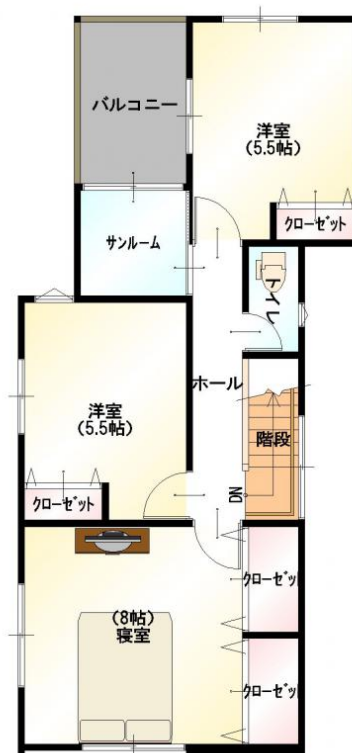 バルコニー
洋室
(5.5帖)
クローゼット
サンルーム
トイレ
ホール
洋室
(5.5帖)
階段
クローゼット
DN
(8帖)
寝室
クローゼット
クローゼット